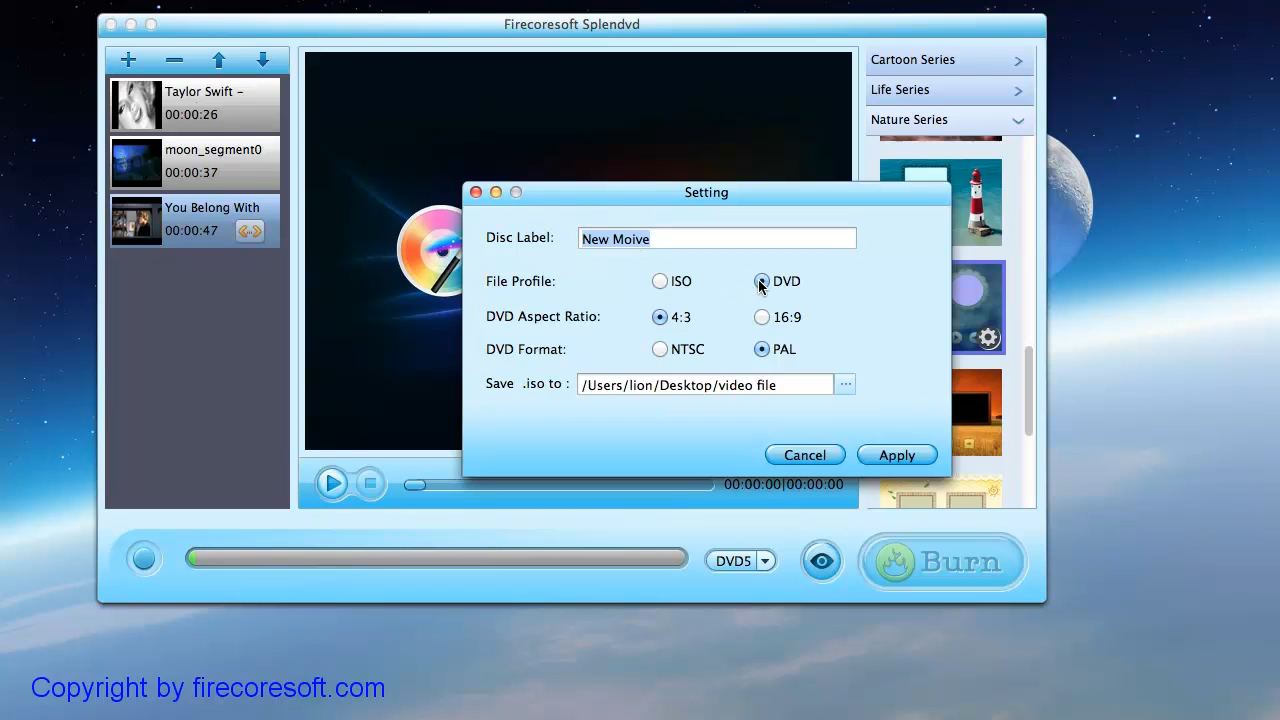 Firecoresoft Splendvd
Taylor Swift –
00:00:26
moon_segment0
00:00:37
You Belong With
00:00:47
Cartoon Series
Life Series
Nature Series
Setting
Disc Label: New Moive
File Profile: ISO DVD
DVD Aspect Ratio: 4:3 16:9
DVD Format: NTSC PAL
Save .iso to : /Users/lion/Desktop/video file ...
Cancel Apply
00:00:00|00:00:00
DVD5
Burn
Copyright by firecoresoft.com